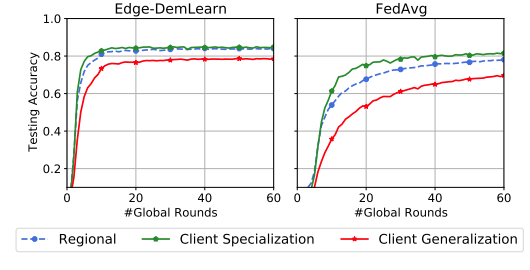 Edge-DemLearn
FedAvg
Testing Accuracy
1.0
0.8
0.6
0.4
0.2
0 20 40 60
0 20 40 60
#Global Rounds
#Global Rounds
Regional
Client Specialization
Client Generalization